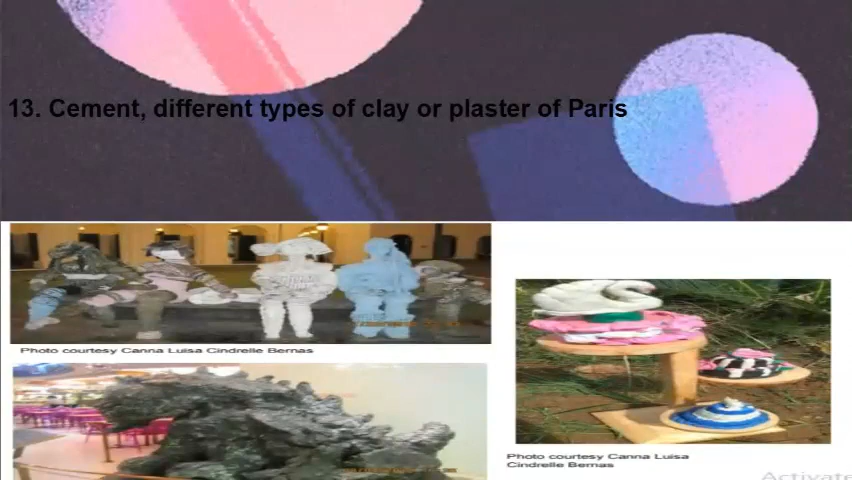 13. Cement, different types of clay or plaster of Paris
Photo courtesy Canna Luisa Cindrelle Bernas
Photo courtesy Canna Luisa
Cindrelle Bernas
Activate